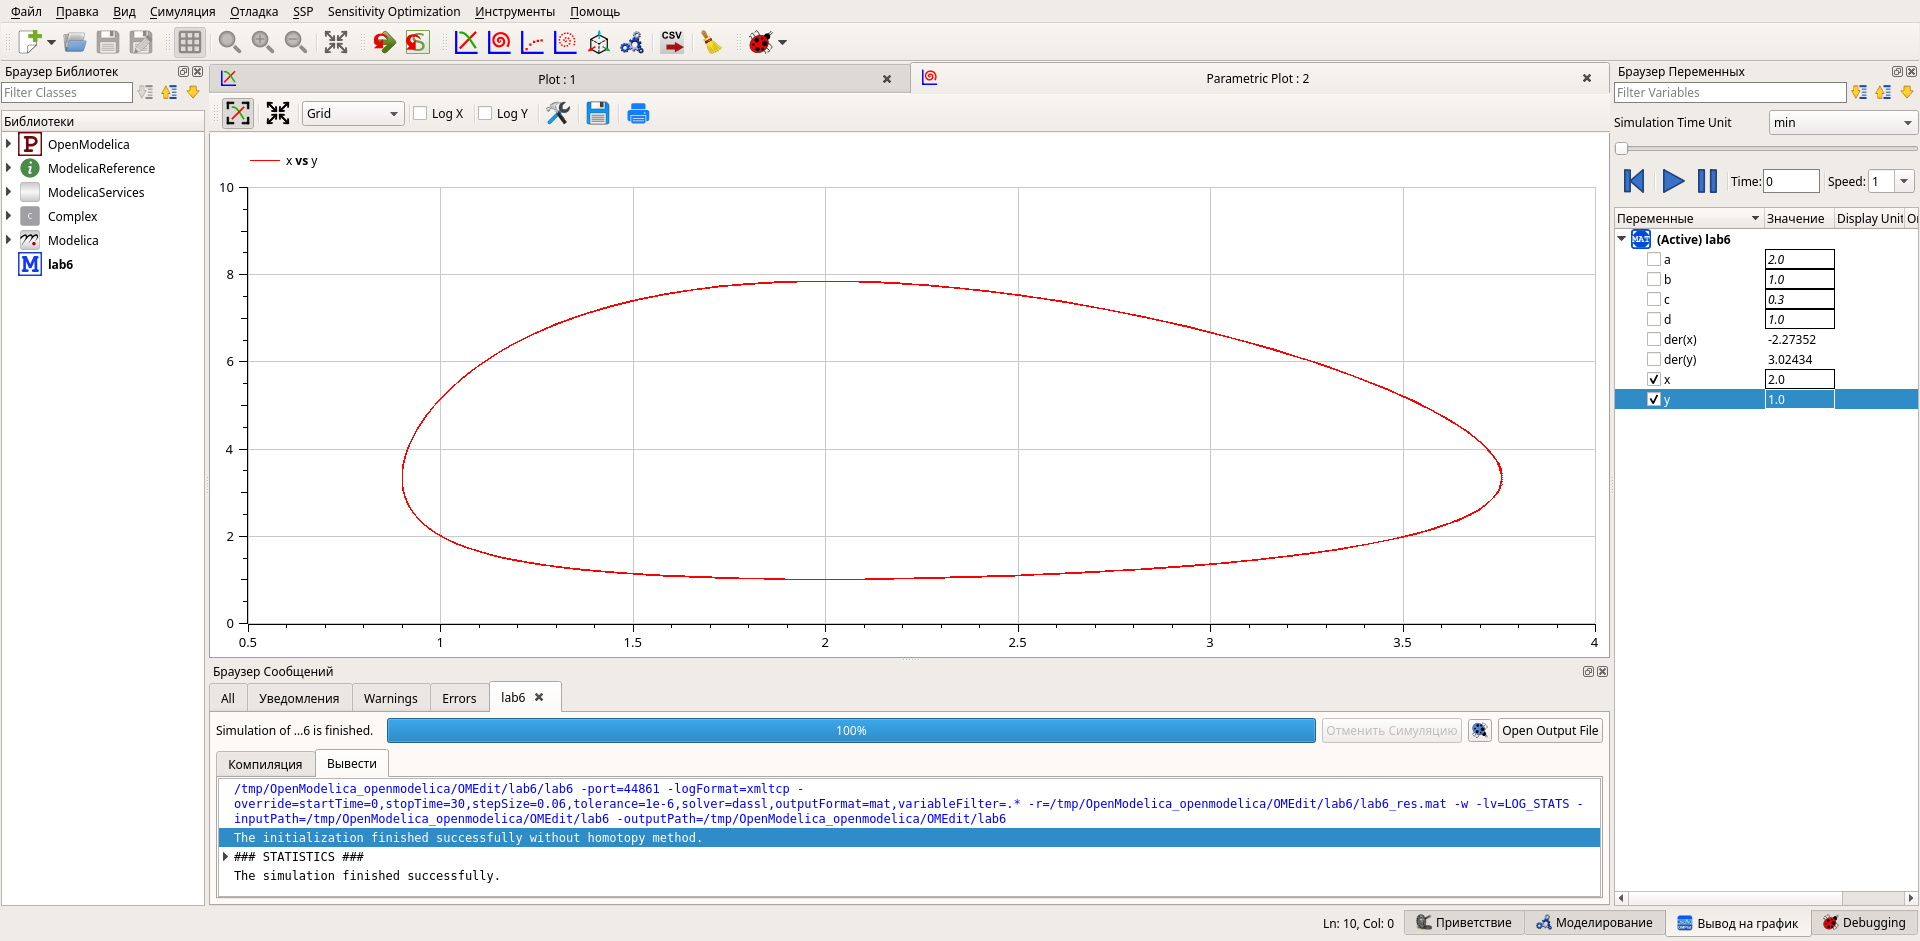 Файл Правка Вид Симуляция Отладка SSP Sensitivity Optimization Инструменты Помощь
CSV
Браузер Библиотек
Filter Classes
Библиотеки
OpenModelica
ModelicaReference
ModelicaServices
Complex
Modelica
lab6
Plot : 1
Parametric Plot : 2
Grid Log X Log Y
x vs y
10
8
6
4
2
0
0.5 1 1.5 2 2.5 3 3.5 4
Браузер Сообщений
All Уведомления Warnings Errors lab6
Simulation of ...6 is finished. 100% Отменить Симуляцию Open Output File
Компиляция Вывести
/tmp/OpenModelica_openmodelica/OMEdit/lab6/lab6 -port=44861 -logFormat=xmltcp -
override=startTime=0,stopTime=30,stepSize=0.06,tolerance=1e-6,solver=dassl,outputFormat=mat,variableFilter=.* -r=/tmp/OpenModelica_openmodelica/OMEdit/lab6/lab6_res.mat -w -lv=LOG_STATS -
inputPath=/tmp/OpenModelica_openmodelica/OMEdit/lab6 -outputPath=/tmp/OpenModelica_openmodelica/OMEdit/lab6
The initialization finished successfully without homotopy method.
### STATISTICS ###
The simulation finished successfully.
Браузер Переменных
Filter Variables
Simulation Time Unit min
Time: 0 Speed: 1
Переменные Значение Display Unit
MAT (Active) lab6
a 2.0
b 1.0
c 0.3
d 1.0
der(x) -2.27352
der(y) 3.02434
x 2.0
y 1.0
Ln: 10, Col: 0 Приветствие Моделирование Вывод на график Debugging